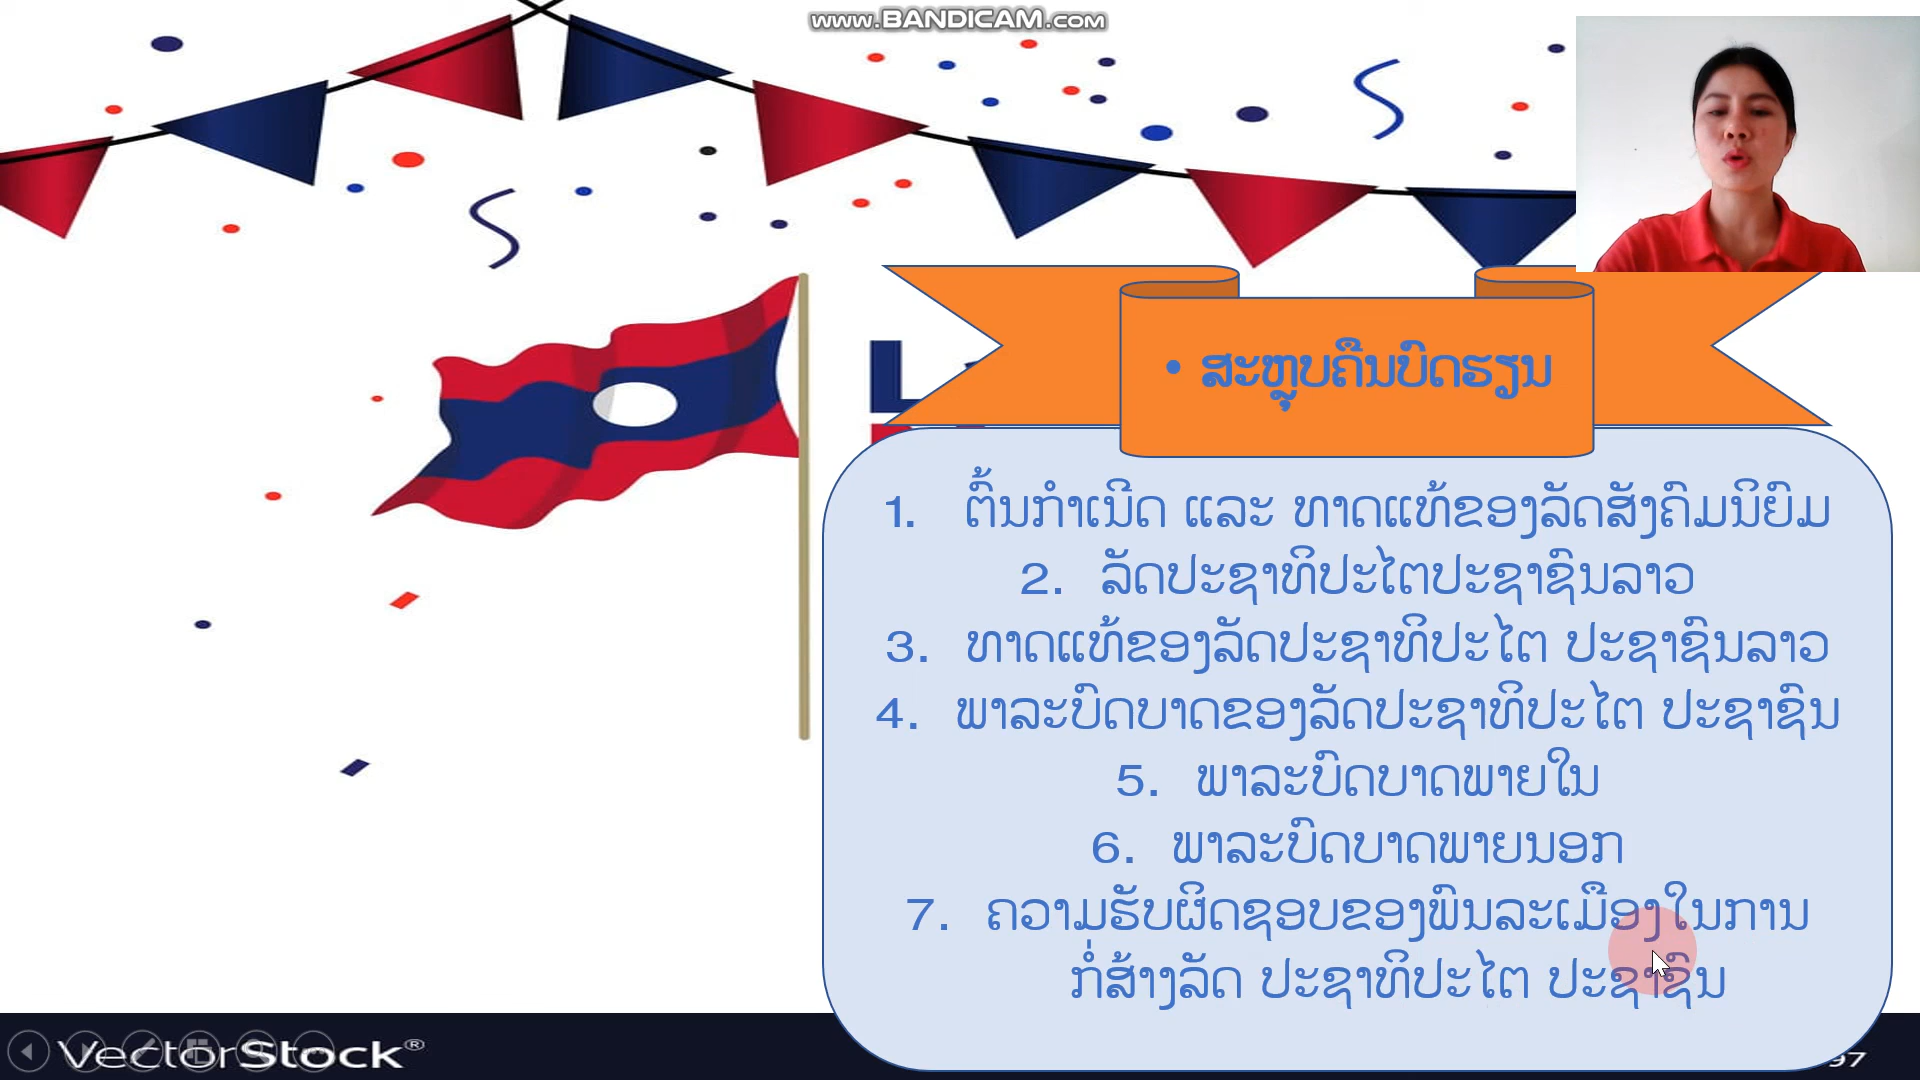 www.BANDICAM.com
• ສະຫຼຸບຄືນບົດຮຽນ
1. ຕົ້ນກຳເນີດ ແລະ ທາດແທ້ຂອງລັດສັງຄົມນິຍົມ
2. ລັດປະຊາທິປະໄຕປະຊາຊົນລາວ
3. ທາດແທ້ຂອງລັດປະຊາທິປະໄຕ ປະຊາຊົນລາວ
4. ພາລະບົດບາດຂອງລັດປະຊາທິປະໄຕ ປະຊາຊົນ
5. ພາລະບົດບາດພາຍໃນ
6. ພາລະບົດບາດພາຍນອກ
7. ຄວາມຮັບຜິດຊອບຂອງພົນລະເມືອງໃນການ
ກໍ່ສ້າງລັດ ປະຊາທິປະໄຕ ປະຊາຊົນ
VectorStock®